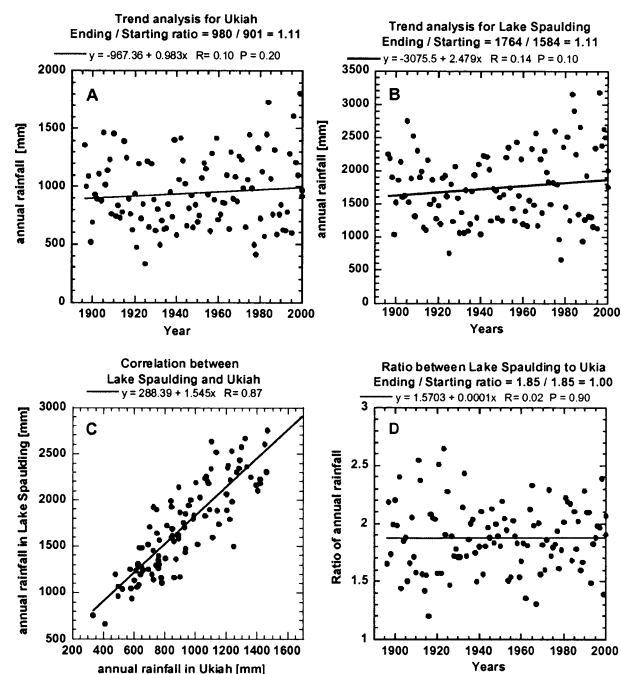 Trend analysis for Ukiah
Ending / Starting ratio = 980 / 901 = 1.11
y = -967.36 + 0.983x R= 0.10 P = 0.20
A
annual rainfall [mm]
2000
1500
1000
500
0
1900 1920 1940 1960 1980 2000
Year
Trend analysis for Lake Spaulding
Ending / Starting = 1764 / 1584 = 1.11
y = -3075.5 + 2.479x R = 0.14 P = 0.10
B
annual rainfall [mm]
3500
3000
2500
2000
1500
1000
500
0
1900 1920 1940 1960 1980 2000
Years
Correlation between
Lake Spaulding and Ukiah
y = 288.39 + 1.545x R= 0.87
C
annual rainfall in Lake Spaulding [mm]
3000
2500
2000
1500
1000
500
200 400 600 800 1000 1200 1400 1600
annual rainfall in Ukiah [mm]
Ratio between Lake Spaulding to Ukia
Ending / Starting ratio = 1.85 / 1.85 = 1.00
y = 1.5703 + 0.0001x R= 0.02 P = 0.90
D
Ratio of annual rainfall
3
2.5
2
1.5
1
1900 1920 1940 1960 1980 2000
Years